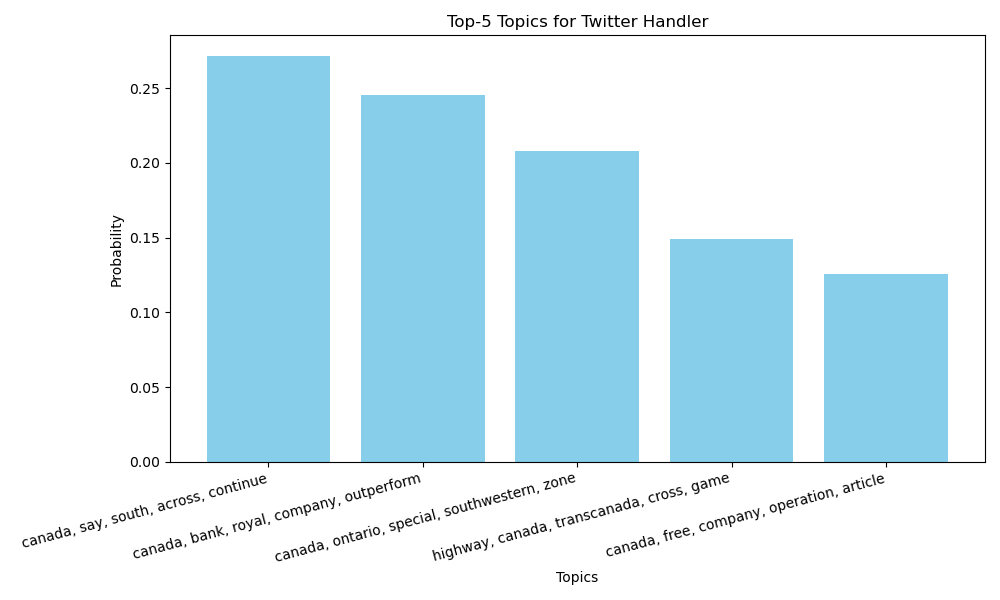 Top-5 Topics for Twitter Handler
Probability
0.25
0.20
0.15
0.10
0.05
0.00
canada, say, south, across, continue
canada, bank, royal, company, outperform
canada, ontario, special, southwestern, zone
highway, canada, transcanada, cross, game
canada, free, company, operation, article
Topics